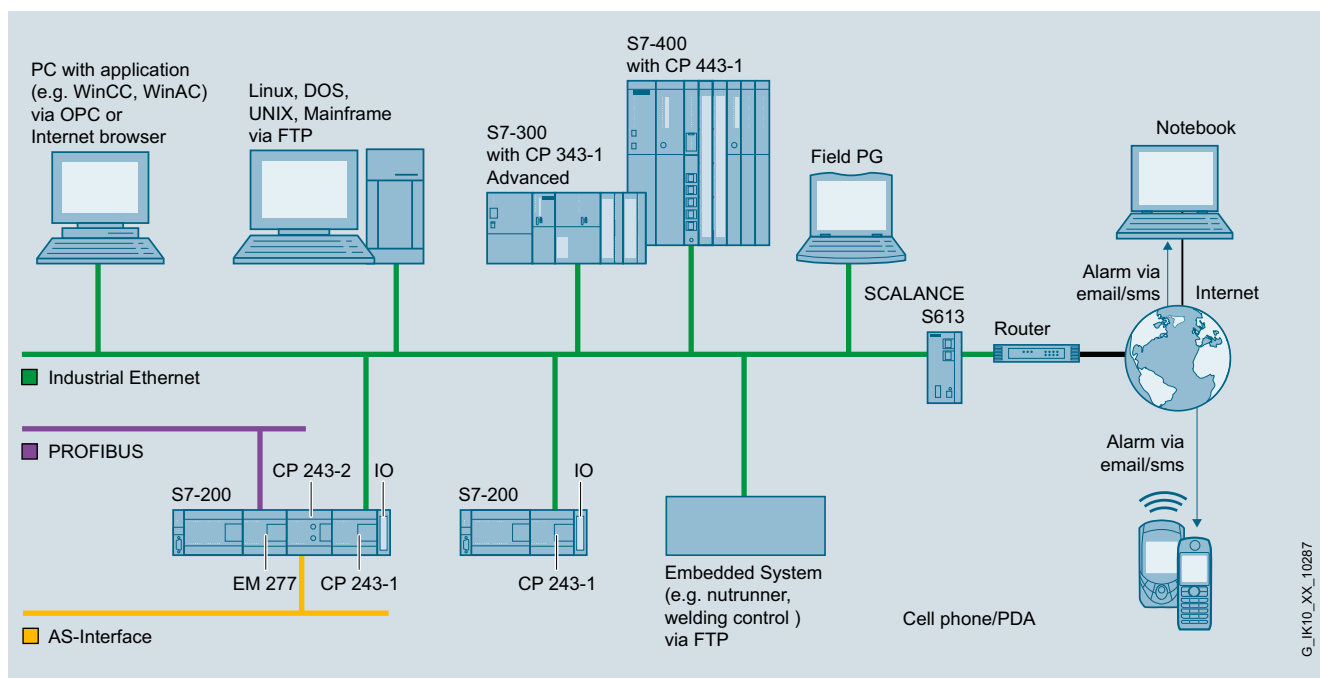 PC with application
(e.g. WinCC, WinAC)
via OPC or
Internet browser
Linux, DOS,
UNIX, Mainframe
via FTP
S7-300
with CP 343-1
Advanced
S7-400
with CP 443-1
Field PG
Notebook
Alarm via
email/sms
Internet
SCALANCE
S613
Router
Industrial Ethernet
PROFIBUS
S7-200
CP 243-2
IO
EM 277
CP 243-1
S7-200
IO
CP 243-1
AS-Interface
Embedded System
(e.g. nutrunner,
welding control )
via FTP
Alarm via
email/sms
Cell phone/PDA
G_IK10_XX_10287